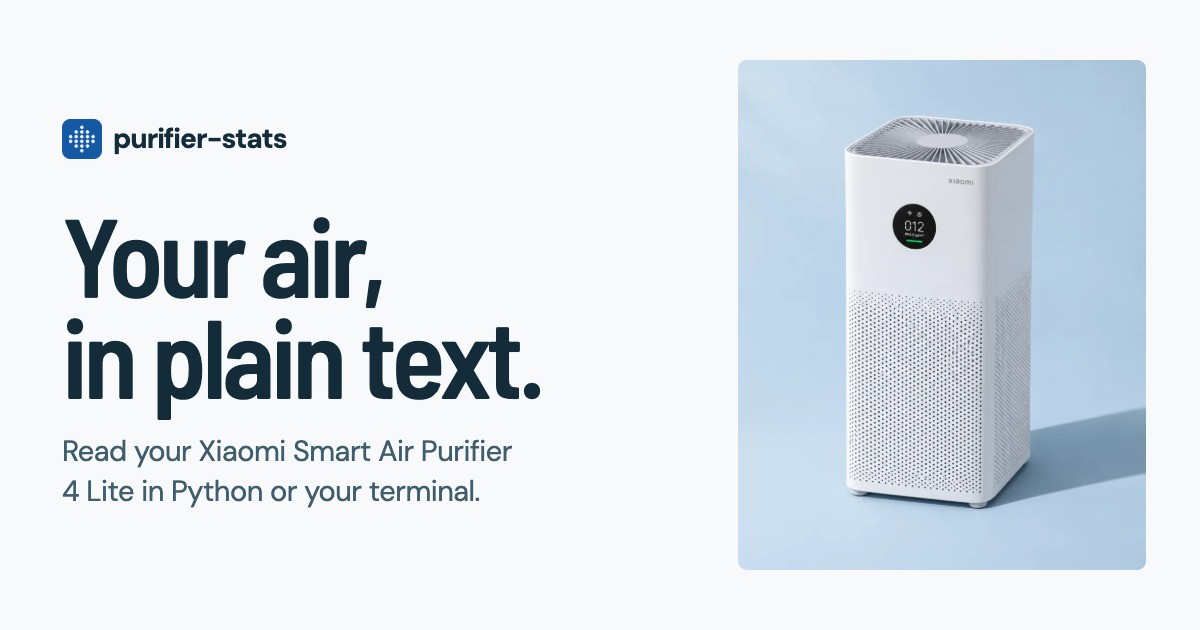 purifier-stats
Your air,
in plain text.
Read your Xiaomi Smart Air Purifier
4 Lite in Python or your terminal.
xiaomi
012